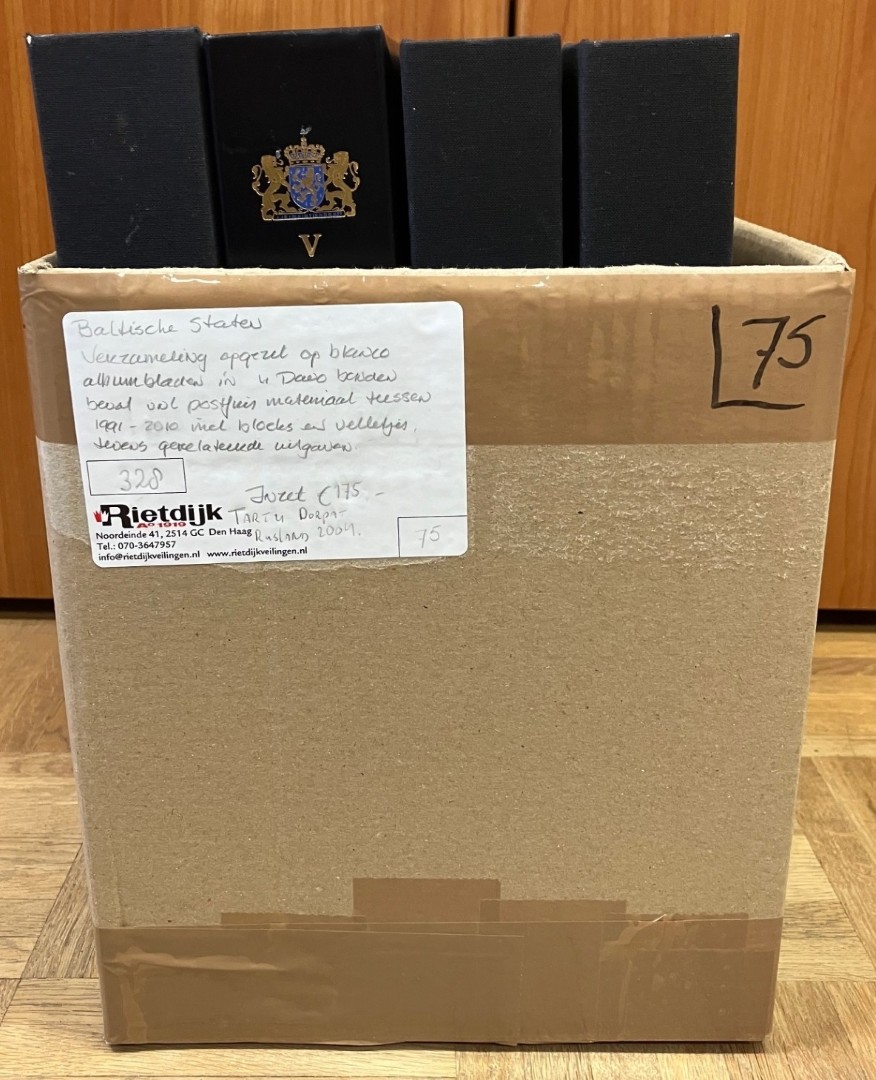 V
75
Baltische Staten
Verzameling opgezet op blanco
albumbladen in 4 Davo banden
bevat veel postfris materiaal tussen
1991 - 2010 met blocks en velletjes,
tevens gerelateerde uitgaven.
328
Inzet € 175.-
Rietdijk
Aº 1919
TARTU DORPAT
Noordeinde 41, 2514 GC Den Haag
RUSLAND 2004.
Tel.: 070-3647957
75
info@rietdijkveilingen.nl www.rietdijkveilingen.nl